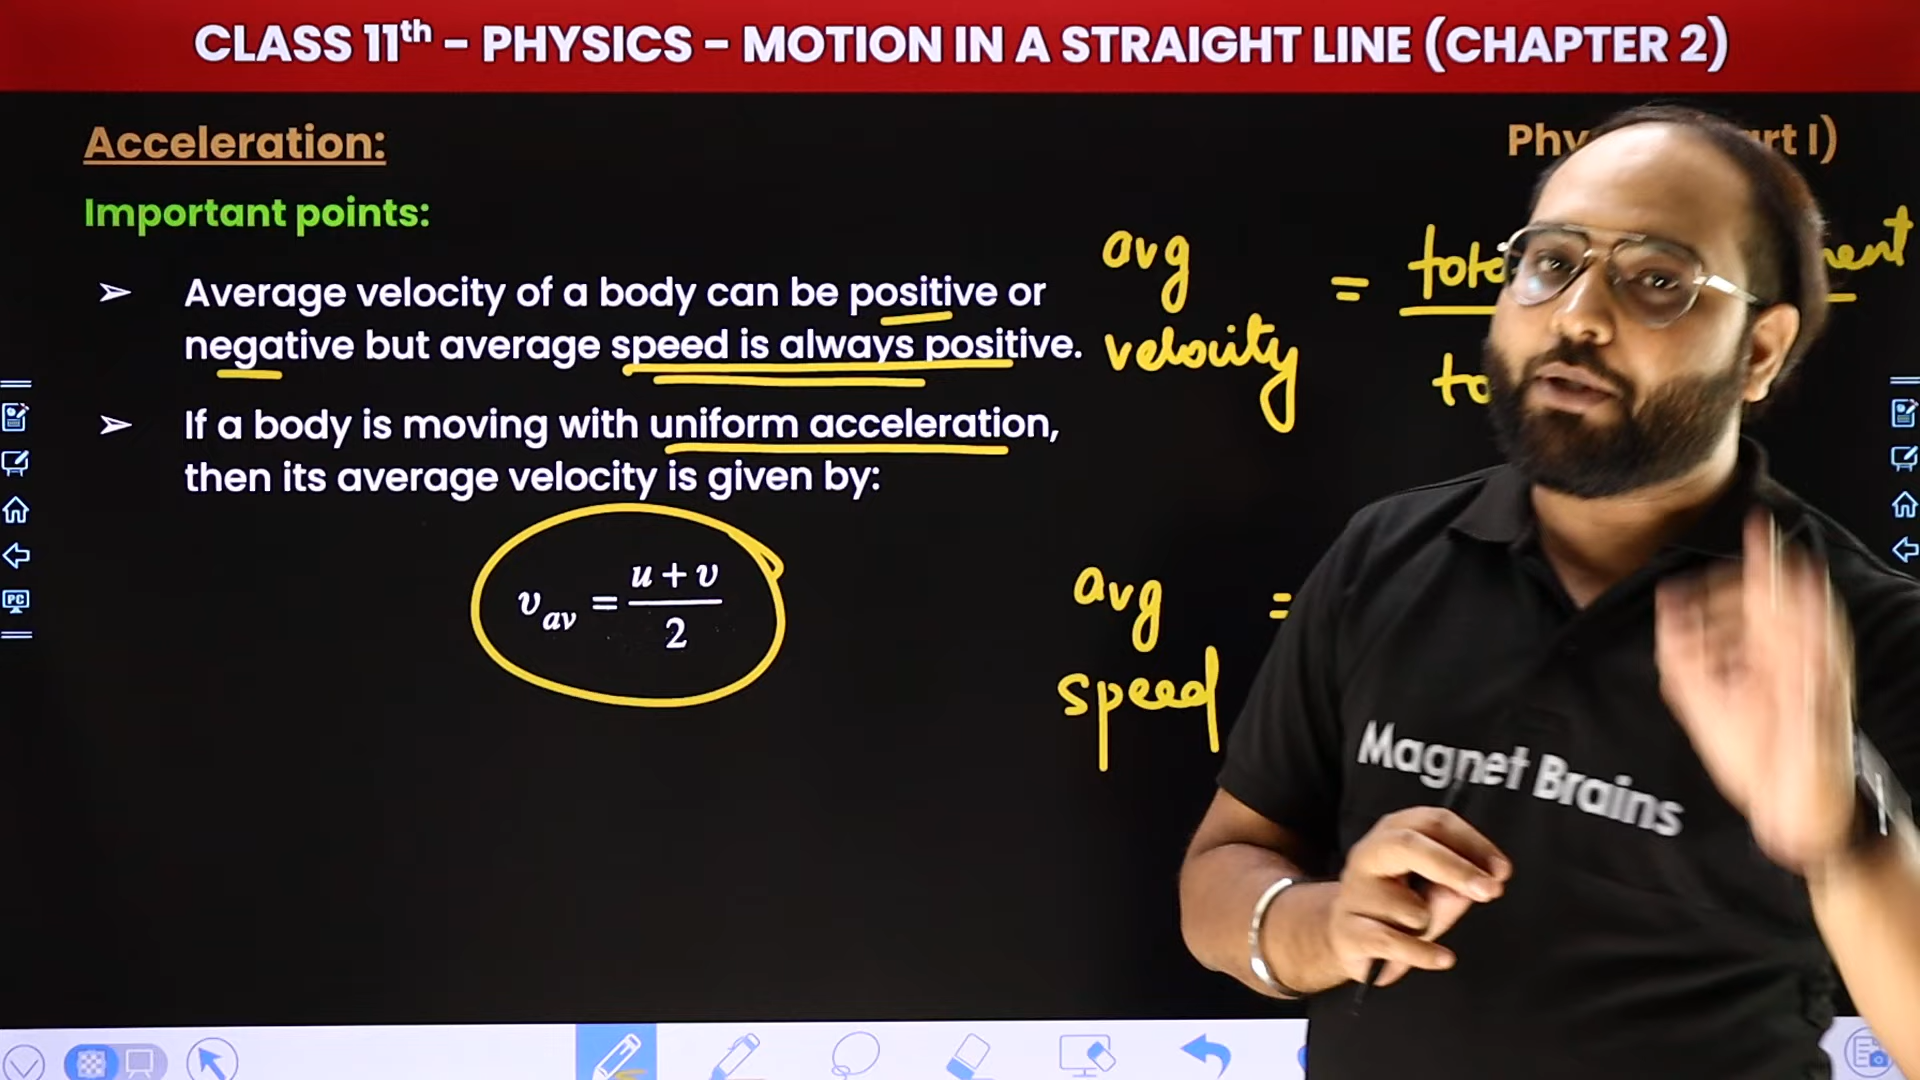 CLASS 11th – PHYSICS – MOTION IN A STRAIGHT LINE (CHAPTER 2)
Acceleration:
Important points:
➢ Average velocity of a body can be positive or
negative but average speed is always positive.
➢ If a body is moving with uniform acceleration,
then its average velocity is given by:
v_av = (u + v) / 2
avg
velocity =
avg
speed =
Magnet Brains
PC